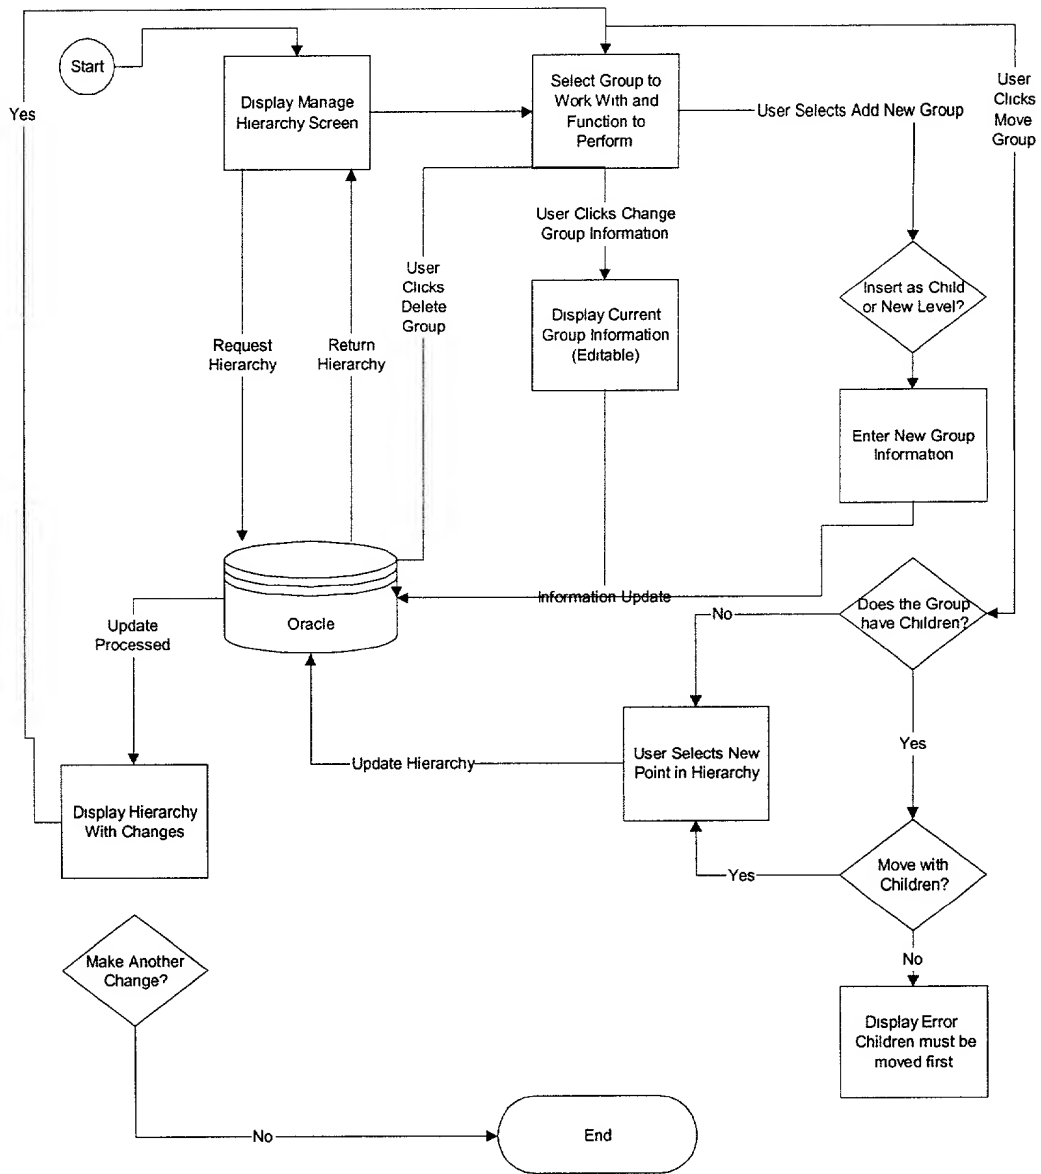 Start
Yes
Display Manage
Hierarchy Screen
Select Group to
Work With and
Function to
Perform
User Selects Add New Group
User
Clicks
Move
Group
User Clicks Change
Group Information
User
Clicks
Delete
Group
Insert as Child
or New Level?
Display Current
Group Information
(Editable)
Request
Hierarchy
Return
Hierarchy
Enter New Group
Information
Information Update
Oracle
Does the Group
have Children?
No
Update
Processed
Yes
User Selects New
Point in Hierarchy
Update Hierarchy
Display Hierarchy
With Changes
Move with
Children?
Yes
No
Make Another
Change?
Display Error
Children must be
moved first
No
End